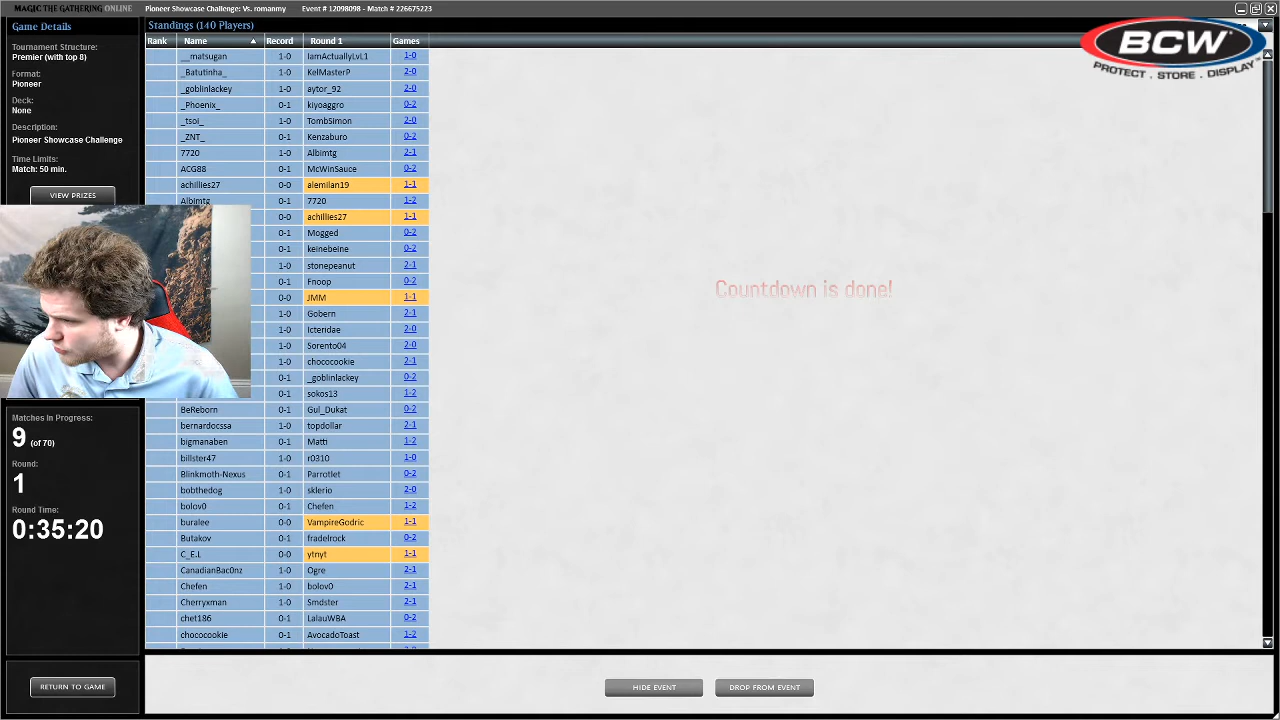 MAGIC THE GATHERING ONLINE Pioneer Showcase Challenge: Vs. romanmy Event # 12098098 - Match # 226675223
Game Details
Tournament Structure:
Premier (with top 8)
Format:
Pioneer
Deck:
None
Description:
Pioneer Showcase Challenge
Time Limits:
Match: 50 min.
VIEW PRIZES
Matches In Progress:
9 (of 70)
Round:
1
Round Time:
0:35:20
RETURN TO GAME
Standings (140 Players)
Rank Name Record Round 1 Games
__matsugan 1-0 IamActuallyLvL1 1-0
_Batutinha_ 1-0 KelMasterP 2-0
_goblinlackey 1-0 aytor_92 2-0
_Phoenix_ 0-1 kiyoaggro 0-2
_tsoi_ 1-0 TombSimon 2-0
_ZNT_ 0-1 Kenzaburo 0-2
7720 1-0 Albimtg 2-1
ACG88 0-1 McWinSauce 0-2
achillies27 0-0 alemilan19 1-1
Albimtg 0-1 7720 1-2
0-0 achillies27 1-1
0-1 Mogged 0-2
0-1 keinebeine 0-2
1-0 stonepeanut 2-1
0-1 Fnoop 0-2
0-0 JMM 1-1
1-0 Gobern 2-1
1-0 Icteridae 2-0
1-0 Sorento04 2-0
1-0 chococookie 2-1
0-1 _goblinlackey 0-2
0-1 sokos13 1-2
BeReborn 0-1 Gul_Dukat 0-2
bernardocssa 1-0 topdollar 2-1
bigmanaben 0-1 Matti 1-2
billster47 1-0 r0310 1-0
Blinkmoth-Nexus 0-1 Parrotlet 0-2
bobthedog 1-0 sklerio 2-0
bolov0 0-1 Chefen 1-2
buralee 0-0 VampireGodric 1-1
Butakov 0-1 fradelrock 0-2
C_E.L 0-0 ytnyt 1-1
CanadianBac0nz 1-0 Ogre 2-1
Chefen 1-0 bolov0 2-1
Cherryxman 1-0 Smdster 2-1
chet186 0-1 LalauWBA 0-2
chococookie 0-1 AvocadoToast 1-2
Countdown is done!
BCW®
PROTECT . STORE . DISPLAY™
HIDE EVENT DROP FROM EVENT